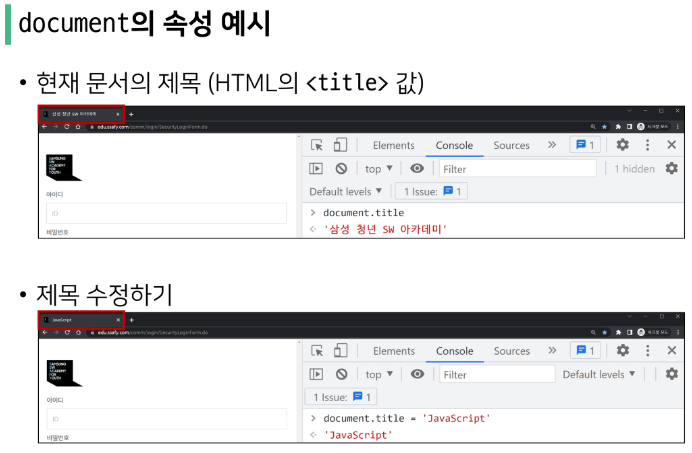 document의 속성 예시
• 현재 문서의 제목 (HTML의 <title> 값)
삼성 청년 SW 아카데미
edu.ssafy.com/comm/login/SecurityLoginForm.do
SAMSUNG
SW
ACADEMY
FOR
YOUTH
아이디
ID
비밀번호
Elements Console Sources » 1
top ▼ Filter 1 hidden
Default levels ▼ 1 Issue: 1
> document.title
'삼성 청년 SW 아카데미'
• 제목 수정하기
JavaScript
edu.ssafy.com/comm/login/SecurityLoginForm.do
SAMSUNG
SW
ACADEMY
FOR
YOUTH
아이디
ID
비밀번호
Elements Console Sources » 1
top ▼ Filter Default levels ▼
1 Issue: 1
> document.title = 'JavaScript'
'JavaScript'